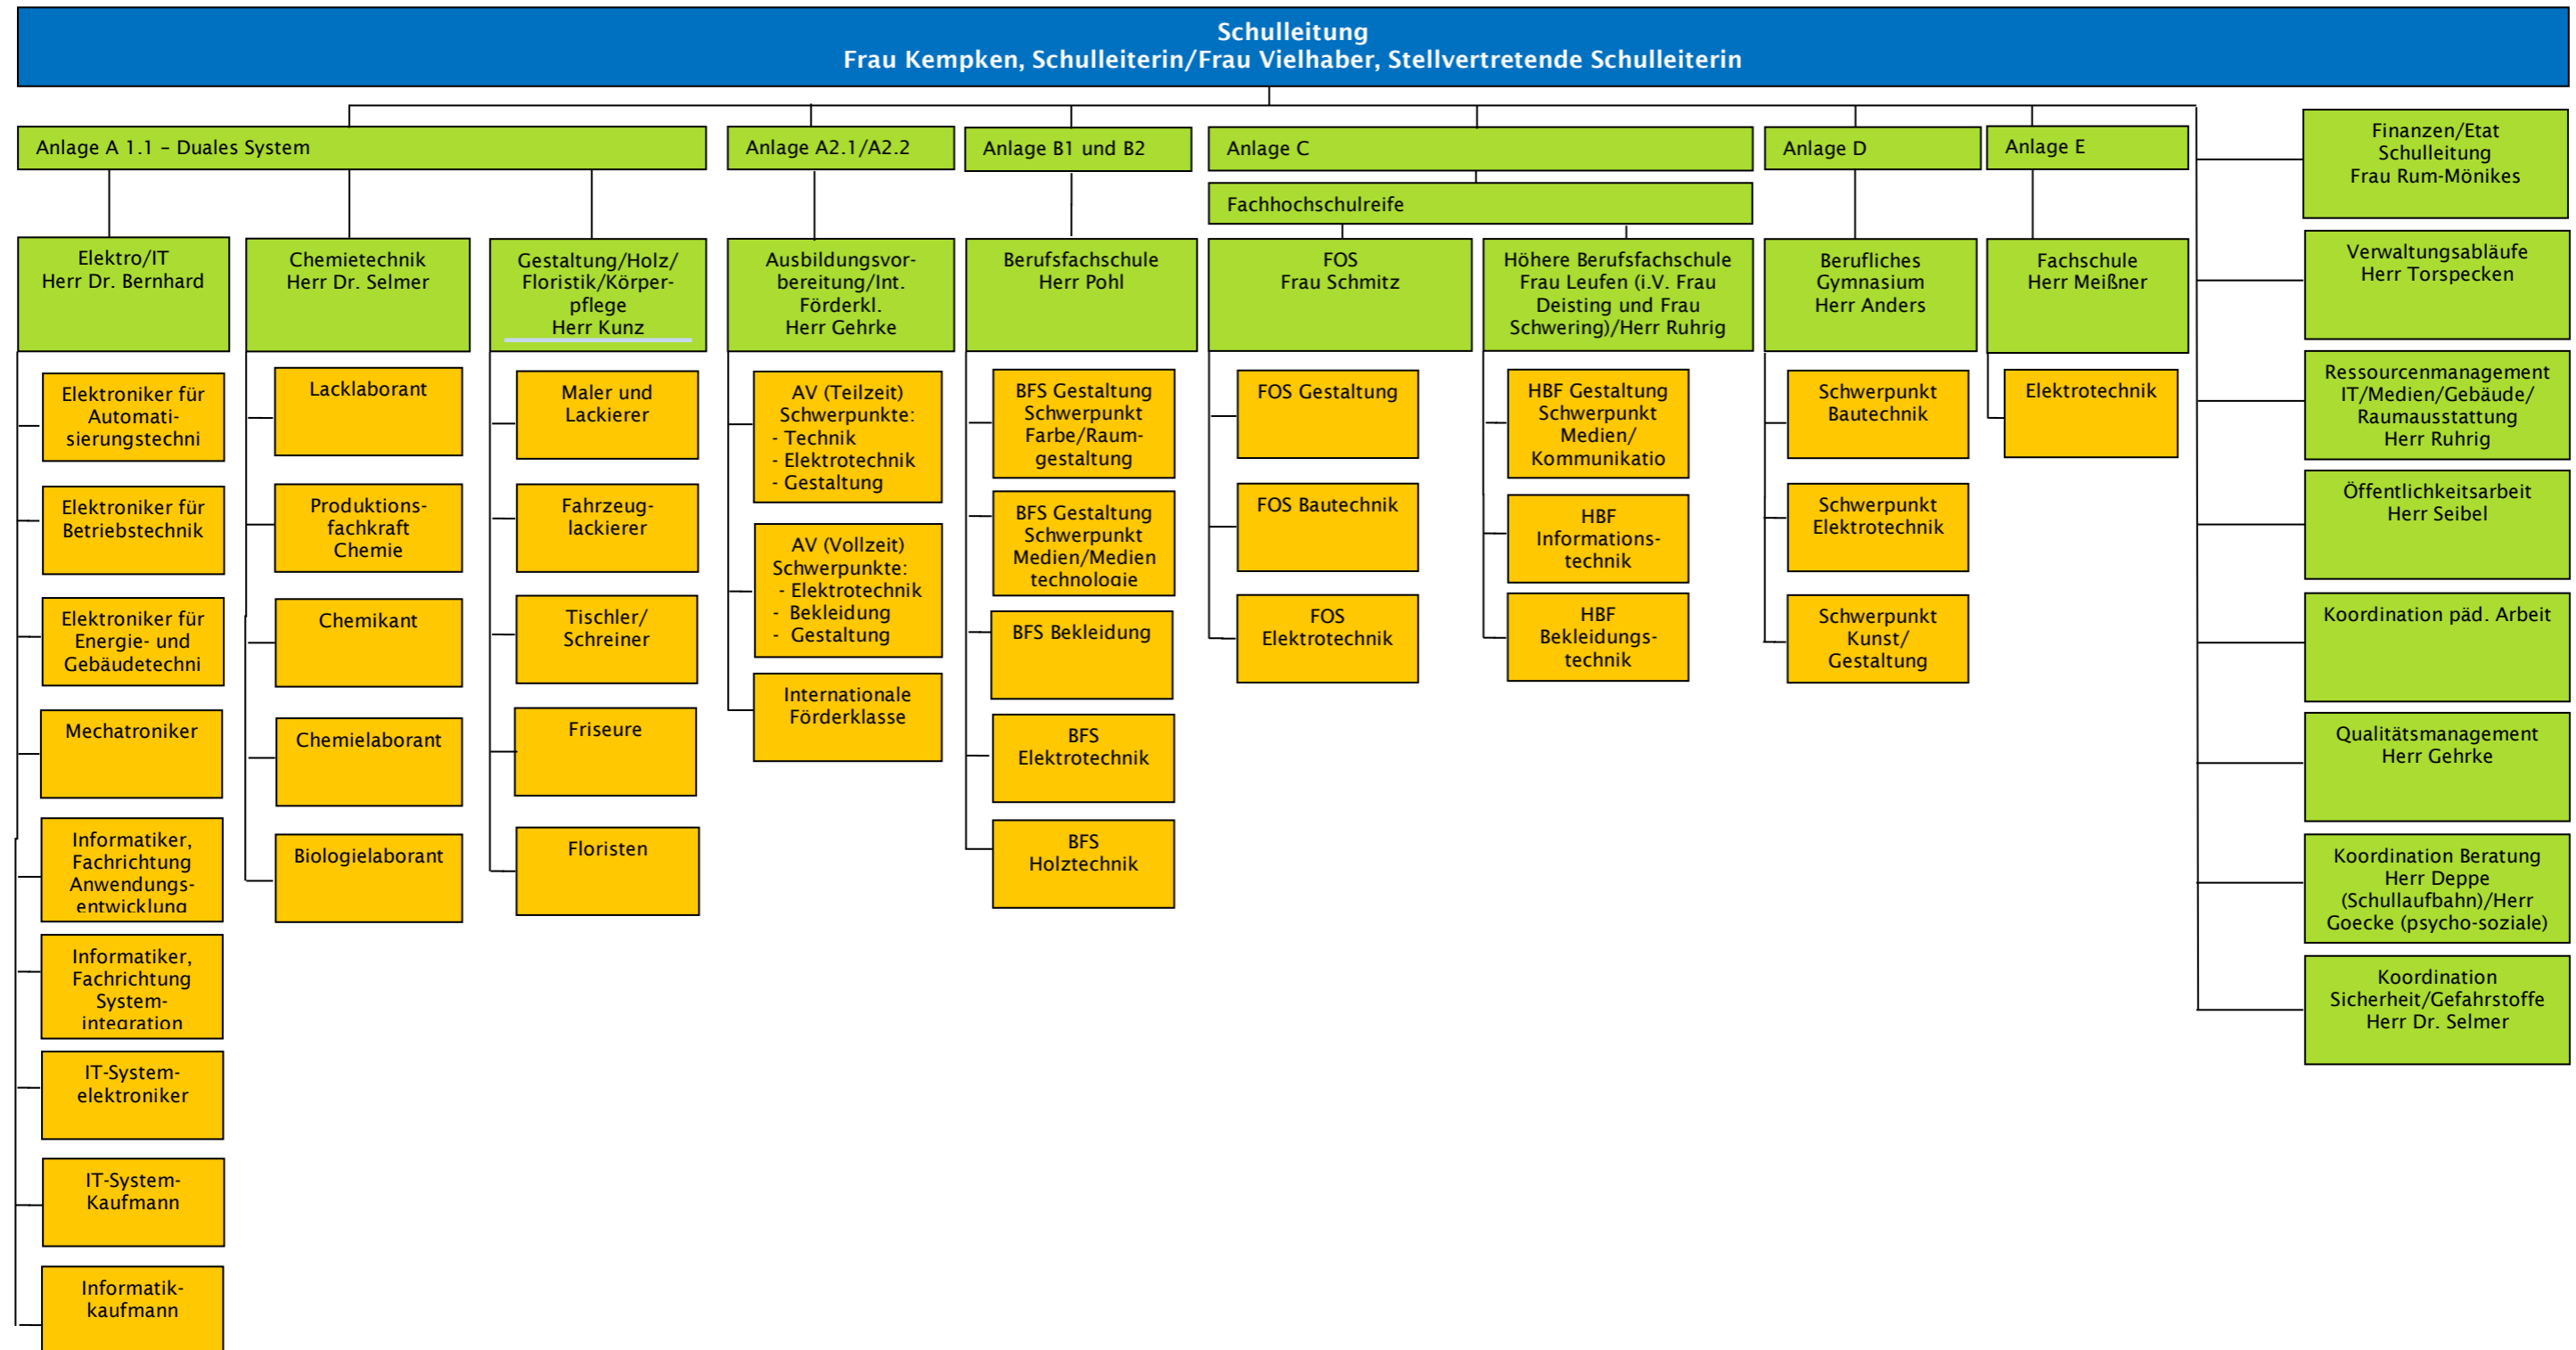 Schulleitung
Frau Kempken, Schulleiterin/Frau Vielhaber, Stellvertretende Schulleiterin
Anlage A 1.1 – Duales System
Anlage A2.1/A2.2
Anlage B1 und B2
Anlage C
Anlage D
Anlage E
Fachhochschulreife
Elektro/IT
Herr Dr. Bernhard
Elektroniker für
Automati-
sierungstechni
Elektroniker für
Betriebstechnik
Elektroniker für
Energie- und
Gebäudetechni
Mechatroniker
Informatiker,
Fachrichtung
Anwendungs-
entwicklung
Informatiker,
Fachrichtung
System-
integration
IT-System-
elektroniker
IT-System-
Kaufmann
Informatik-
kaufmann
Chemietechnik
Herr Dr. Selmer
Lacklaborant
Produktions-
fachkraft
Chemie
Chemikant
Chemielaborant
Biologielaborant
Gestaltung/Holz/
Floristik/Körper-
pflege
Herr Kunz
Maler und
Lackierer
Fahrzeug-
lackierer
Tischler/
Schreiner
Friseure
Floristen
Ausbildungsvor-
bereitung/Int.
Förderkl.
Herr Gehrke
AV (Teilzeit)
Schwerpunkte:
- Technik
- Elektrotechnik
- Gestaltung
AV (Vollzeit)
Schwerpunkte:
- Elektrotechnik
- Bekleidung
- Gestaltung
Internationale
Förderklasse
Berufsfachschule
Herr Pohl
BFS Gestaltung
Schwerpunkt
Farbe/Raum-
gestaltung
BFS Gestaltung
Schwerpunkt
Medien/Medien
technologie
BFS Bekleidung
BFS
Elektrotechnik
BFS
Holztechnik
FOS
Frau Schmitz
FOS Gestaltung
FOS Bautechnik
FOS
Elektrotechnik
Höhere Berufsfachschule
Frau Leufen (i.V. Frau
Deisting und Frau
Schwering)/Herr Ruhrig
HBF Gestaltung
Schwerpunkt
Medien/
Kommunikatio
HBF
Informations-
technik
HBF
Bekleidungs-
technik
Berufliches
Gymnasium
Herr Anders
Schwerpunkt
Bautechnik
Schwerpunkt
Elektrotechnik
Schwerpunkt
Kunst/
Gestaltung
Fachschule
Herr Meißner
Elektrotechnik
Finanzen/Etat
Schulleitung
Frau Rum-Mönikes
Verwaltungsabläufe
Herr Torspecken
Ressourcenmanagement
IT/Medien/Gebäude/
Raumausstattung
Herr Ruhrig
Öffentlichkeitsarbeit
Herr Seibel
Koordination päd. Arbeit
Qualitätsmanagement
Herr Gehrke
Koordination Beratung
Herr Deppe
(Schullaufbahn)/Herr
Goecke (psycho-soziale)
Koordination
Sicherheit/Gefahrstoffe
Herr Dr. Selmer